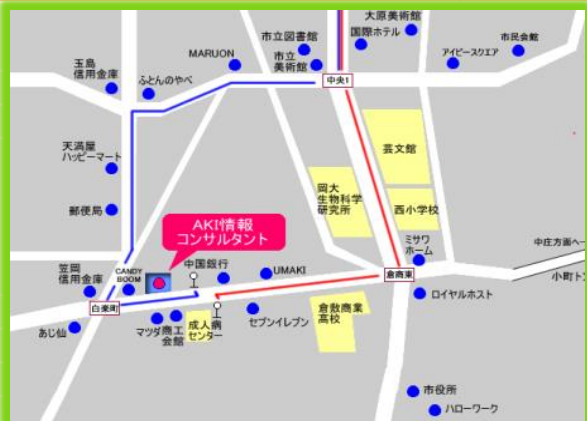 大原美術館
市立図書館
国際ホテル
市民会館
MARUON
市立
美術館
アイビースクエア
玉島
信用金庫
ふとんのやべ
中央1
天満屋
ハッピーマート
芸文館
岡大
生物科学
研究所
西小学校
郵便局
AKI情報
コンサルタント
ミサワ
ホーム
中庄方面へ
笠岡
信用金庫
CANDY
BOOM
中国銀行
UMAKI
倉商東
小町トン
白楽町
ロイヤルホスト
あじ仙
マツダ
商工
会館
成人病
センター
セブンイレブン
倉敷商業
高校
市役所
ハローワーク